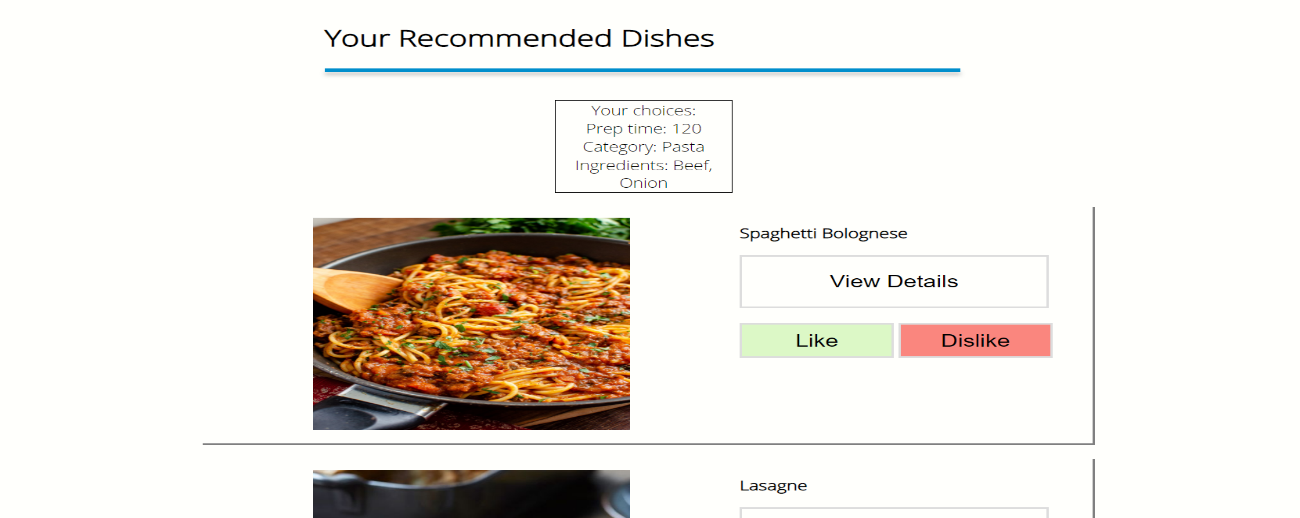 Your Recommended Dishes
Your choices:
Prep time: 120
Category: Pasta
Ingredients: Beef,
Onion
Spaghetti Bolognese
View Details
Like Dislike
Lasagne